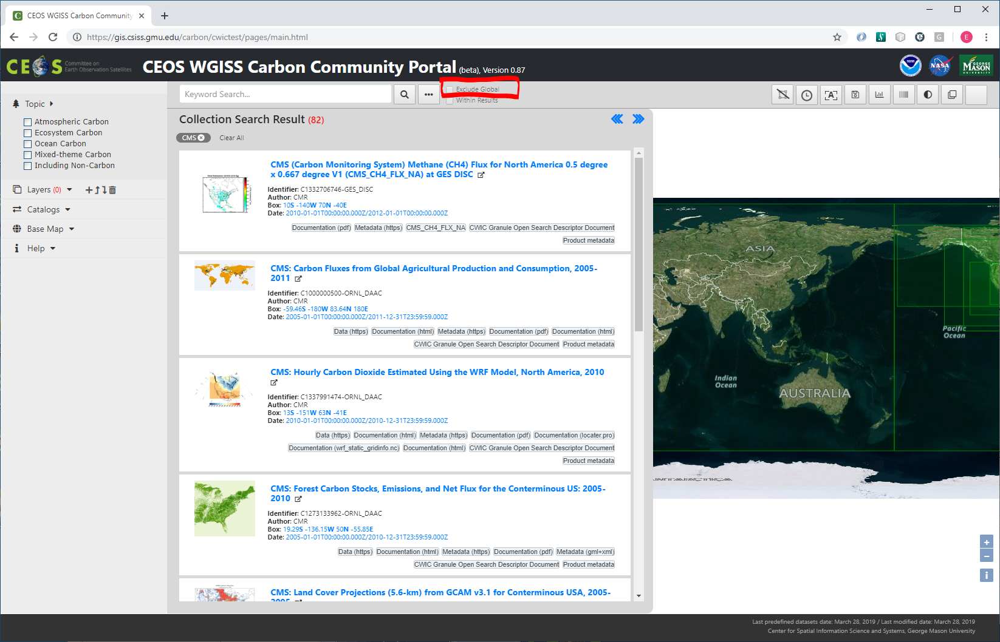 CEOS WGISS Carbon Community
https://gis.csiss.gmu.edu/carbon/cwictest/pages/main.html
E
CEOS Committee on
Earth Observation Satellites
CEOS WGISS Carbon Community Portal (beta), Version 0.87
NASA
GEORGE
MASON
UNIVERSITY
Topic
Atmospheric Carbon
Ecosystem Carbon
Ocean Carbon
Mixed-theme Carbon
Including Non-Carbon
Layers (0)
Catalogs
Base Map
Help
Keyword Search...
Exclude Global
Within Results
Collection Search Result (82)
CMS
Clear All
CMS (Carbon Monitoring System) Methane (CH4) Flux for North America 0.5 degree
x 0.667 degree V1 (CMS_CH4_FLX_NA) at GES DISC
Identifier: C1332706746-GES_DISC
Author: CMR
Box: 10S -140W 70N -40E
Date: 2010-01-01T00:00:00.000Z/2012-01-01T00:00:00.000Z
Documentation (pdf) Metadata (https) CMS_CH4_FLX_NA CWIC Granule Open Search Descriptor Document
Product metadata
CMS: Carbon Fluxes from Global Agricultural Production and Consumption, 2005-
2011
Identifier: C1000000500-ORNL_DAAC
Author: CMR
Box: -59.46S -180W 83.64N 180E
Date: 2005-01-01T00:00:00.000Z/2011-12-31T23:59:59.000Z
Data (https) Documentation (html) Metadata (https) Documentation (pdf) Documentation (html)
CWIC Granule Open Search Descriptor Document Product metadata
CMS: Hourly Carbon Dioxide Estimated Using the WRF Model, North America, 2010
Identifier: C1337991474-ORNL_DAAC
Author: CMR
Box: 13S -151W 63N -41E
Date: 2010-01-01T00:00:00.000Z/2010-12-31T23:59:59.000Z
Data (https) Documentation (html) Metadata (https) Documentation (pdf) Documentation (locater.pro)
Documentation (wrf_static_gridinfo.nc) Documentation (html) CWIC Granule Open Search Descriptor Document
Product metadata
CMS: Forest Carbon Stocks, Emissions, and Net Flux for the Conterminous US: 2005-
2010
Identifier: C1273133962-ORNL_DAAC
Author: CMR
Box: 19.29S -136.15W 50N -55.85E
Date: 2005-01-01T00:00:00.000Z/2010-12-31T23:59:59.000Z
Data (https) Documentation (html) Metadata (https) Documentation (pdf) Metadata (gml+xml)
CWIC Granule Open Search Descriptor Document Product metadata
CMS: Land Cover Projections (5.6-km) from GCAM v3.1 for Conterminous USA, 2005-
ASIA
Pacific
Ocean
Indian
Ocean
AUSTRALIA
Last predefined datasets date: March 28, 2019 / Last modified date: March 28, 2019
Center for Spatial Information Science and Systems, George Mason University